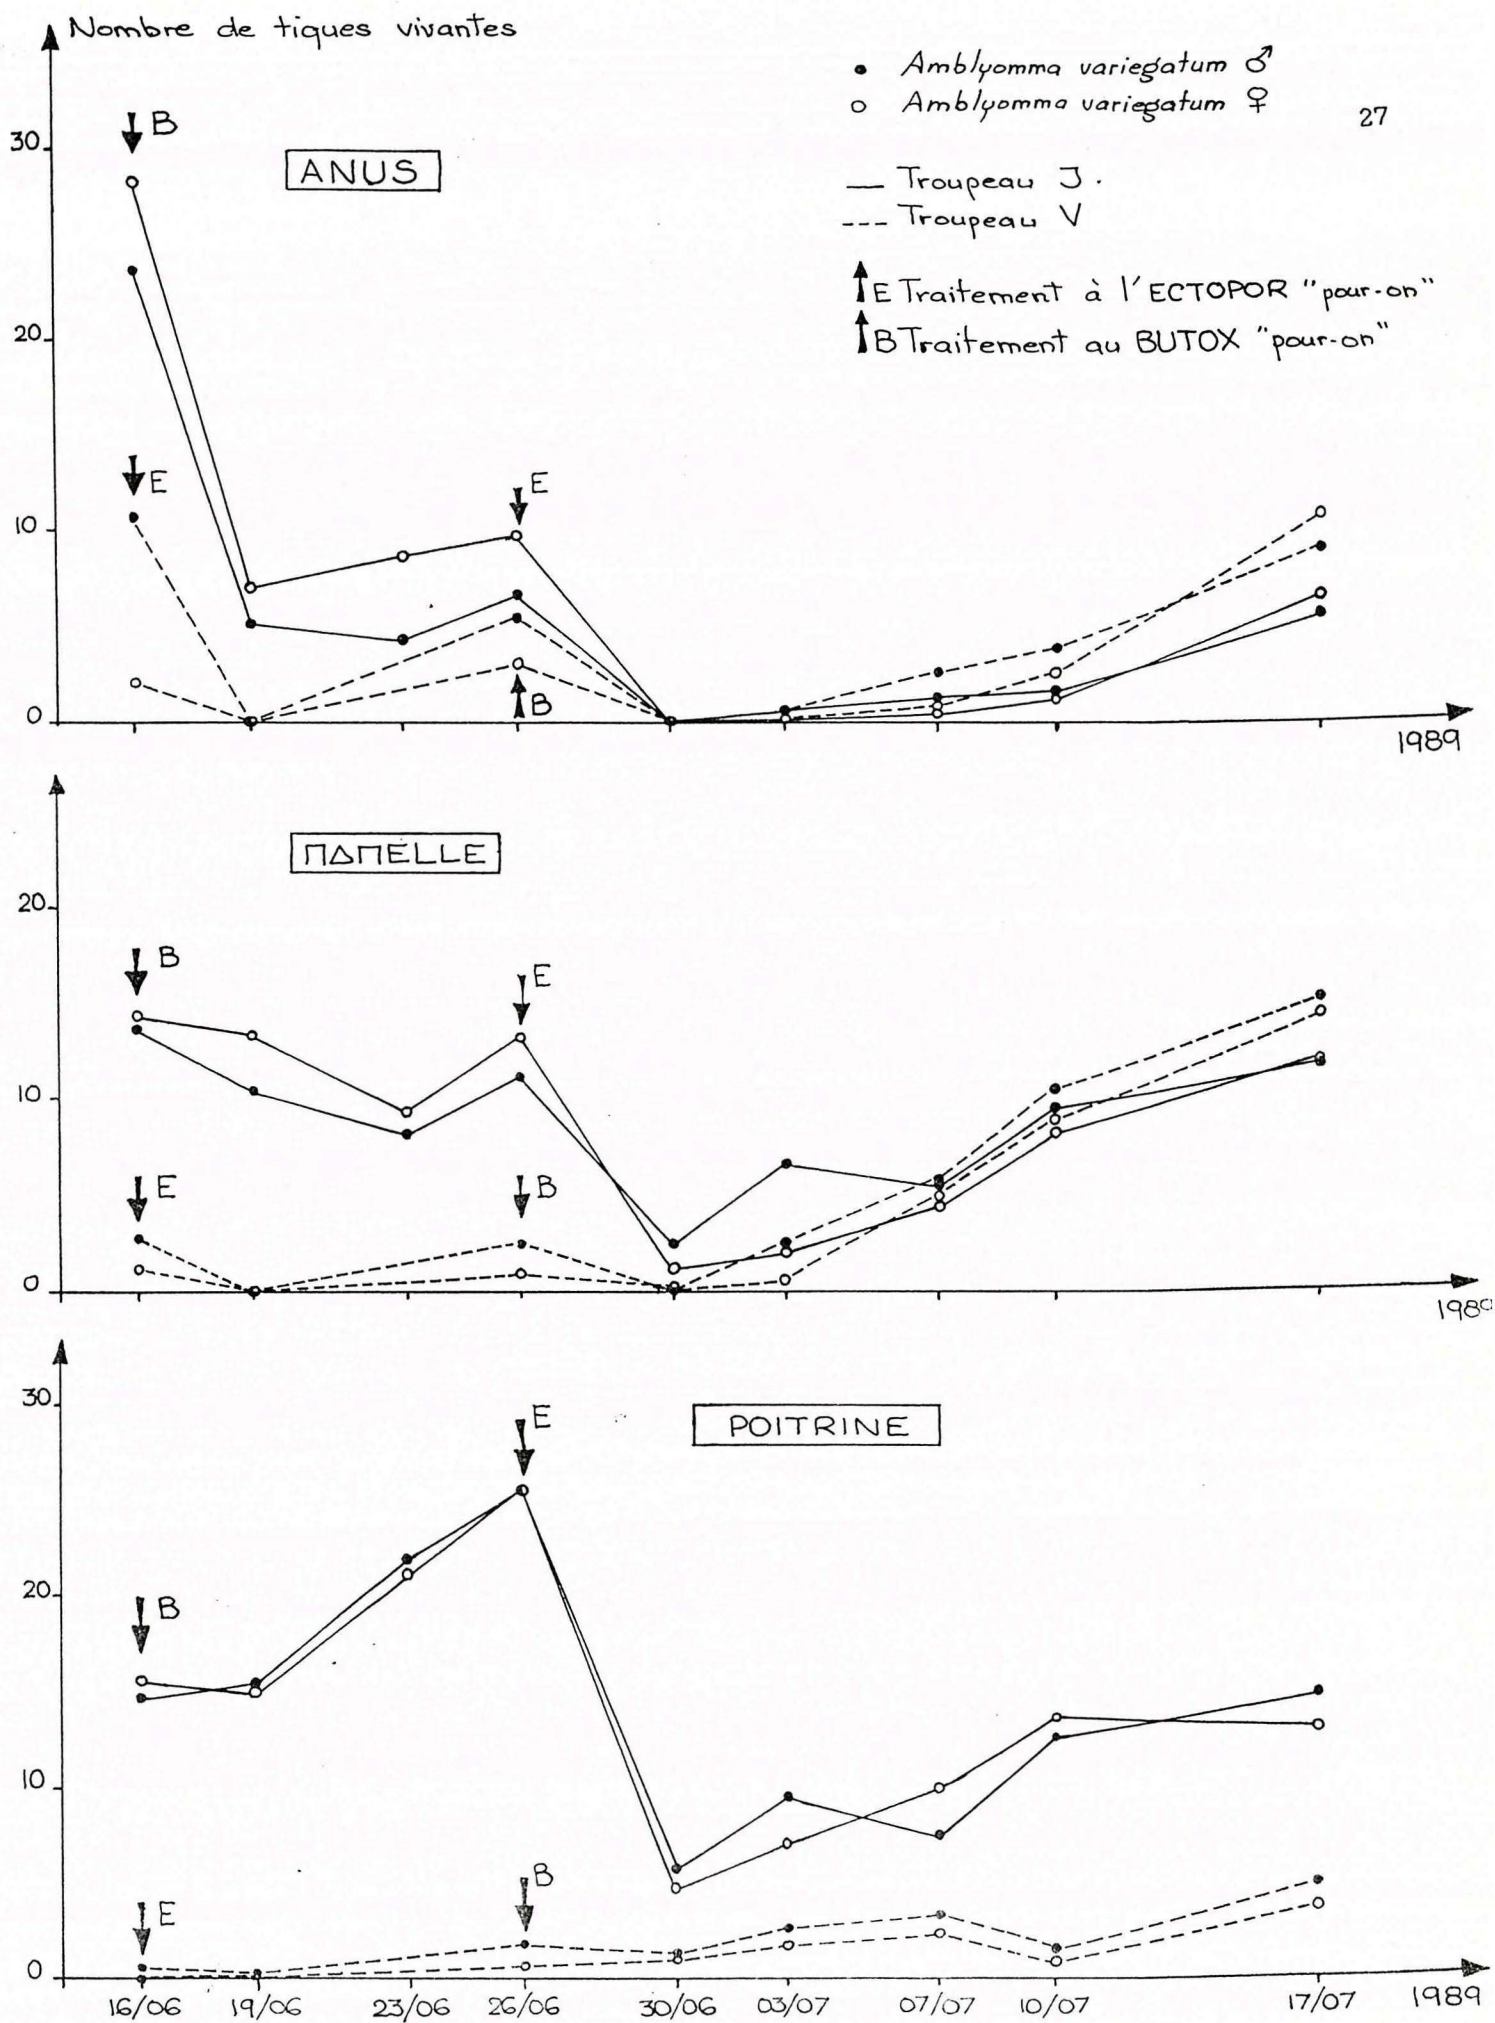 Nombre de tiques vivantes
• Amblyomma variegatum ♂
○ Amblyomma variegatum ♀
27
— Troupeau J.
--- Troupeau V
↑E Traitement à l'ECTOPOR "pour-on"
↑B Traitement au BUTOX "pour-on"
ANUS
30
20
10
0
B
E
E
B
1989
MAMELLE
20
10
0
B
E
E
B
1989
POITRINE
30
20
10
0
B
E
E
B
16/06 19/06 23/06 26/06 30/06 03/07 07/07 10/07 17/07 1989